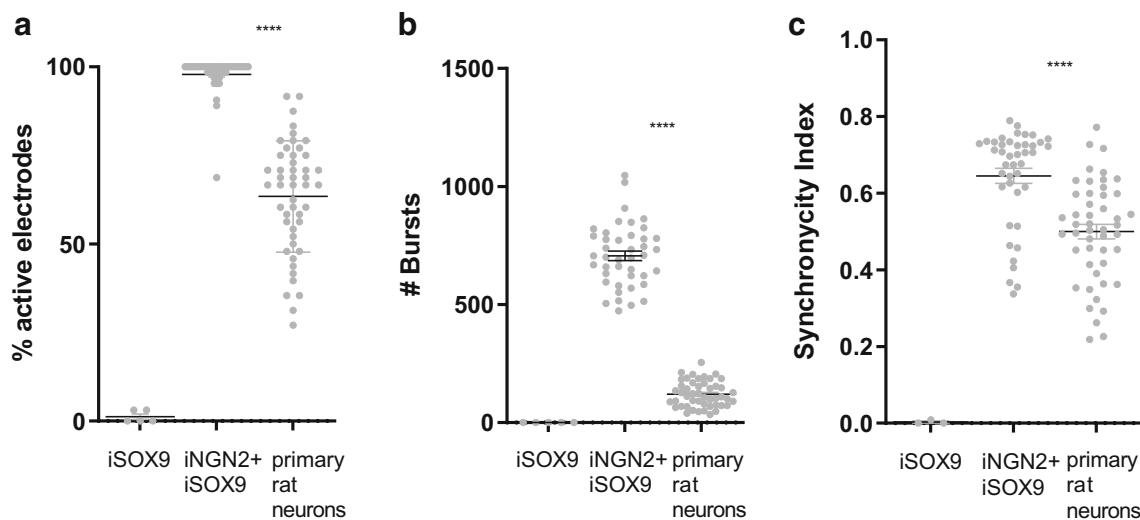 a
****
% active electrodes
100
50
0
iSOX9
iNGN2+
iSOX9
primary
rat
neurons
b
****
# Bursts
1500
1000
500
0
iSOX9
iNGN2+
iSOX9
primary
rat
neurons
c
****
Synchronycity Index
1.0
0.8
0.6
0.4
0.2
0.0
iSOX9
iNGN2+
iSOX9
primary
rat
neurons